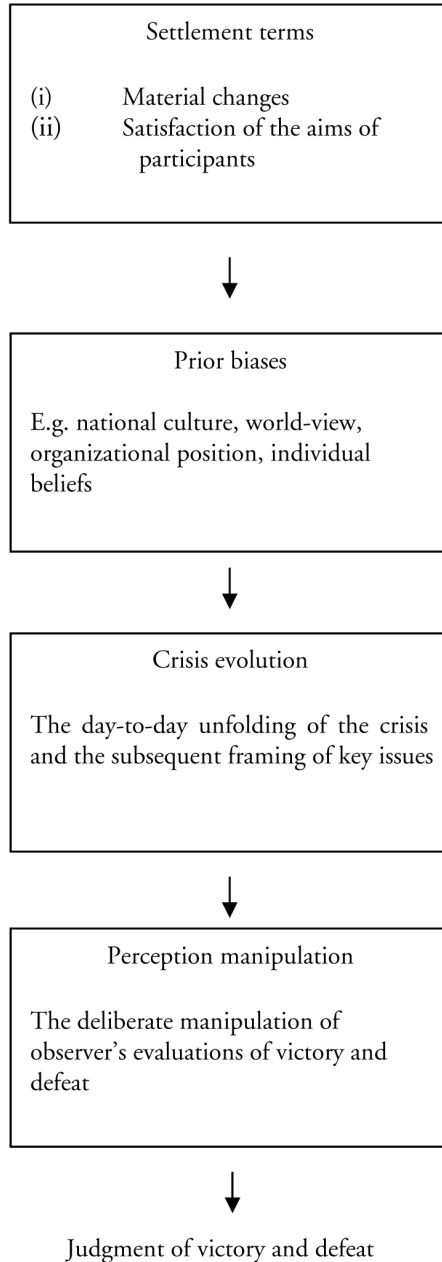 Settlement terms
(i) Material changes
(ii) Satisfaction of the aims of
participants
Prior biases
E.g. national culture, world-view,
organizational position, individual
beliefs
Crisis evolution
The day-to-day unfolding of the crisis
and the subsequent framing of key issues
Perception manipulation
The deliberate manipulation of
observer’s evaluations of victory and
defeat
Judgment of victory and defeat